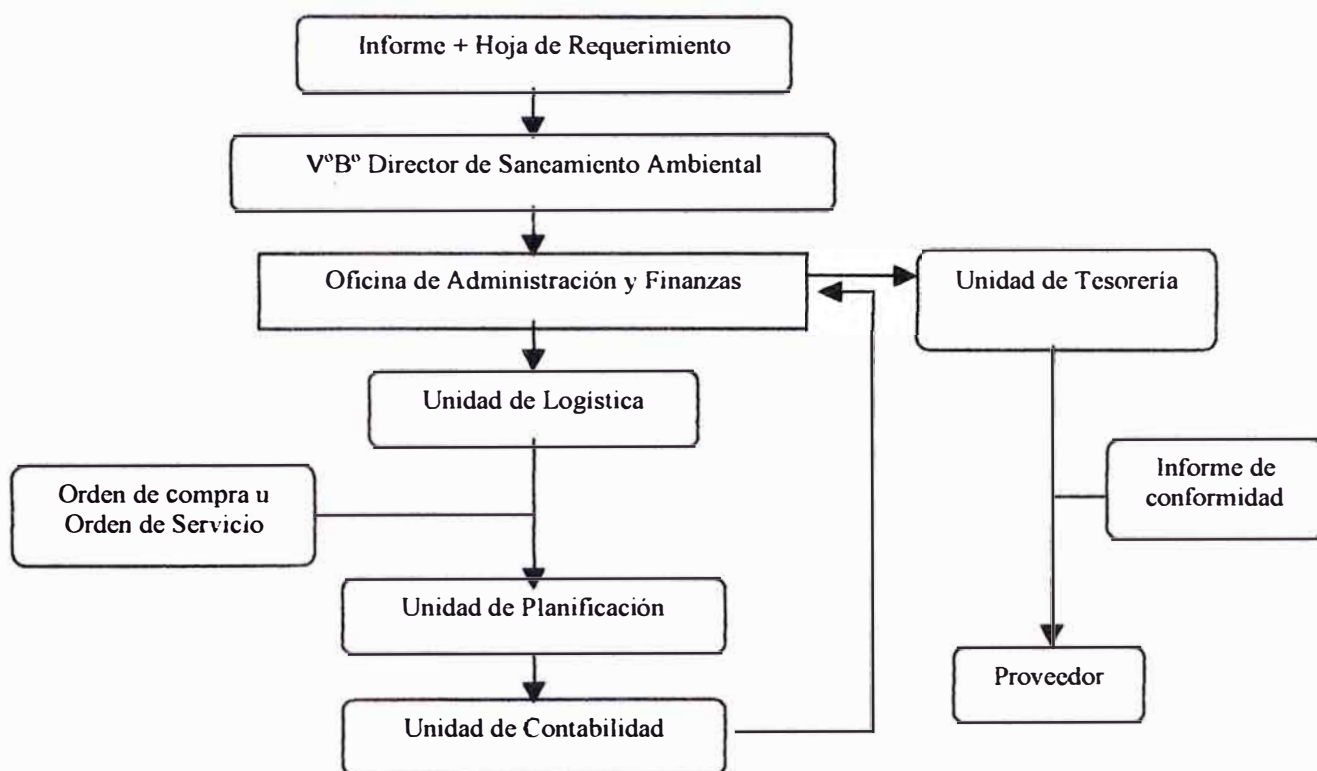 Informe + Hoja de Requerimiento
VºBº Director de Saneamiento Ambiental
Oficina de Administración y Finanzas
Unidad de Tesorería
Unidad de Logística
Orden de compra u
Orden de Servicio
Informe de
conformidad
Unidad de Planificación
Proveedor
Unidad de Contabilidad